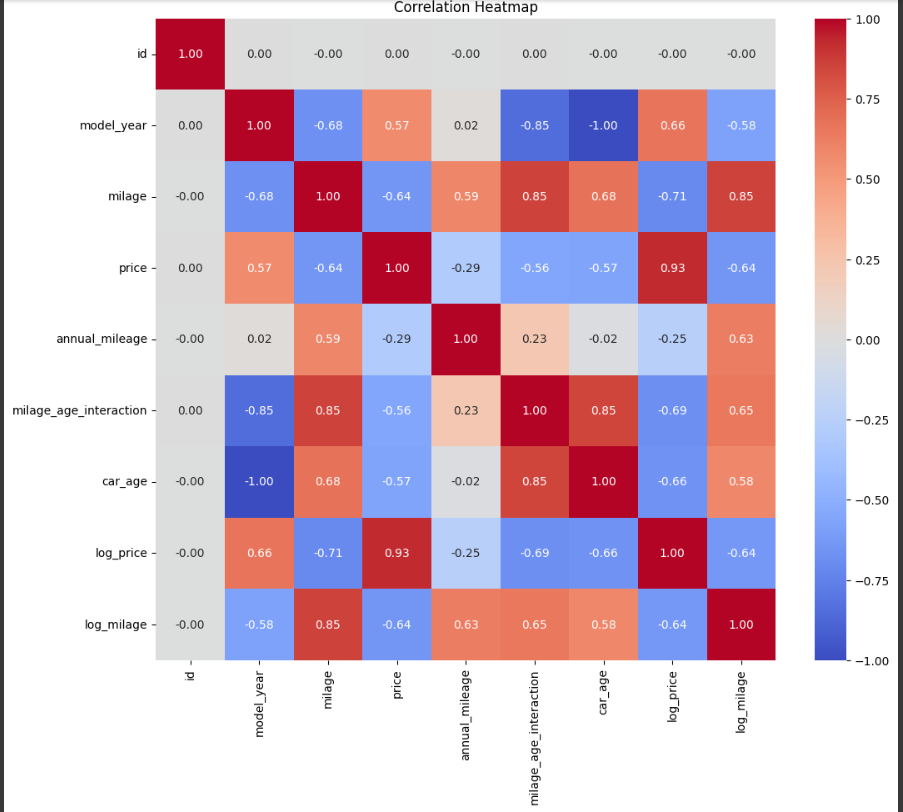 Correlation Heatmap
id 1.00 0.00 -0.00 0.00 -0.00 0.00 -0.00 -0.00 -0.00
model_year 0.00 1.00 -0.68 0.57 0.02 -0.85 -1.00 0.66 -0.58
milage -0.00 -0.68 1.00 -0.64 0.59 0.85 0.68 -0.71 0.85
price 0.00 0.57 -0.64 1.00 -0.29 -0.56 -0.57 0.93 -0.64
annual_mileage -0.00 0.02 0.59 -0.29 1.00 0.23 -0.02 -0.25 0.63
milage_age_interaction 0.00 -0.85 0.85 -0.56 0.23 1.00 0.85 -0.69 0.65
car_age -0.00 -1.00 0.68 -0.57 -0.02 0.85 1.00 -0.66 0.58
log_price -0.00 0.66 -0.71 0.93 -0.25 -0.69 -0.66 1.00 -0.64
log_milage -0.00 -0.58 0.85 -0.64 0.63 0.65 0.58 -0.64 1.00
id
model_year
milage
price
annual_mileage
milage_age_interaction
car_age
log_price
log_milage
1.00
0.75
0.50
0.25
0.00
−0.25
−0.50
−0.75
−1.00